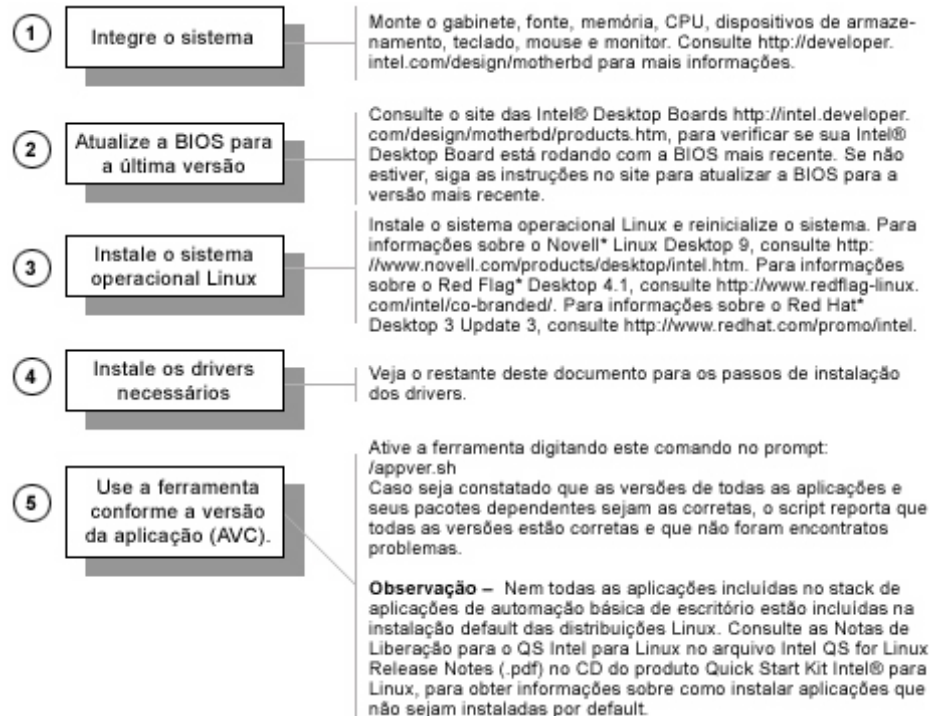 1
Integre o sistema
Monte o gabinete, fonte, memória, CPU, dispositivos de armaze-
namento, teclado, mouse e monitor. Consulte http://developer.
intel.com/design/motherbd para mais informações.
2
Atualize a BIOS para
a última versão
Consulte o site das Intel® Desktop Boards http://intel.developer.
com/design/motherbd/products.htm, para verificar se sua Intel®
Desktop Board está rodando com a BIOS mais recente. Se não
estiver, siga as instruções no site para atualizar a BIOS para a
versão mais recente.
3
Instale o sistema
operacional Linux
Instale o sistema operacional Linux e reinicialize o sistema. Para
informações sobre o Novell* Linux Desktop 9, consulte http:
//www.novell.com/products/desktop/intel.htm. Para informações
sobre o Red Flag* Desktop 4.1, consulte http://www.redflag-linux.
com/intel/co-branded/. Para informações sobre o Red Hat*
Desktop 3 Update 3, consulte http://www.redhat.com/promo/intel.
4
Instale os drivers
necessários
Veja o restante deste documento para os passos de instalação
dos drivers.
5
Use a ferramenta
conforme a versão
da aplicação (AVC).
Ative a ferramenta digitando este comando no prompt:
/appver.sh
Caso seja constatado que as versões de todas as aplicações e
seus pacotes dependentes sejam as corretas, o script reporta que
todas as versões estão corretas e que não foram encontratos
problemas.
Observação – Nem todas as aplicações incluídas no stack de
aplicações de automação básica de escritório estão incluídas na
instalação default das distribuições Linux. Consulte as Notas de
Liberação para o QS Intel para Linux no arquivo Intel QS for Linux
Release Notes (.pdf) no CD do produto Quick Start Kit Intel® para
Linux, para obter informações sobre como instalar aplicações que
não sejam instaladas por default.